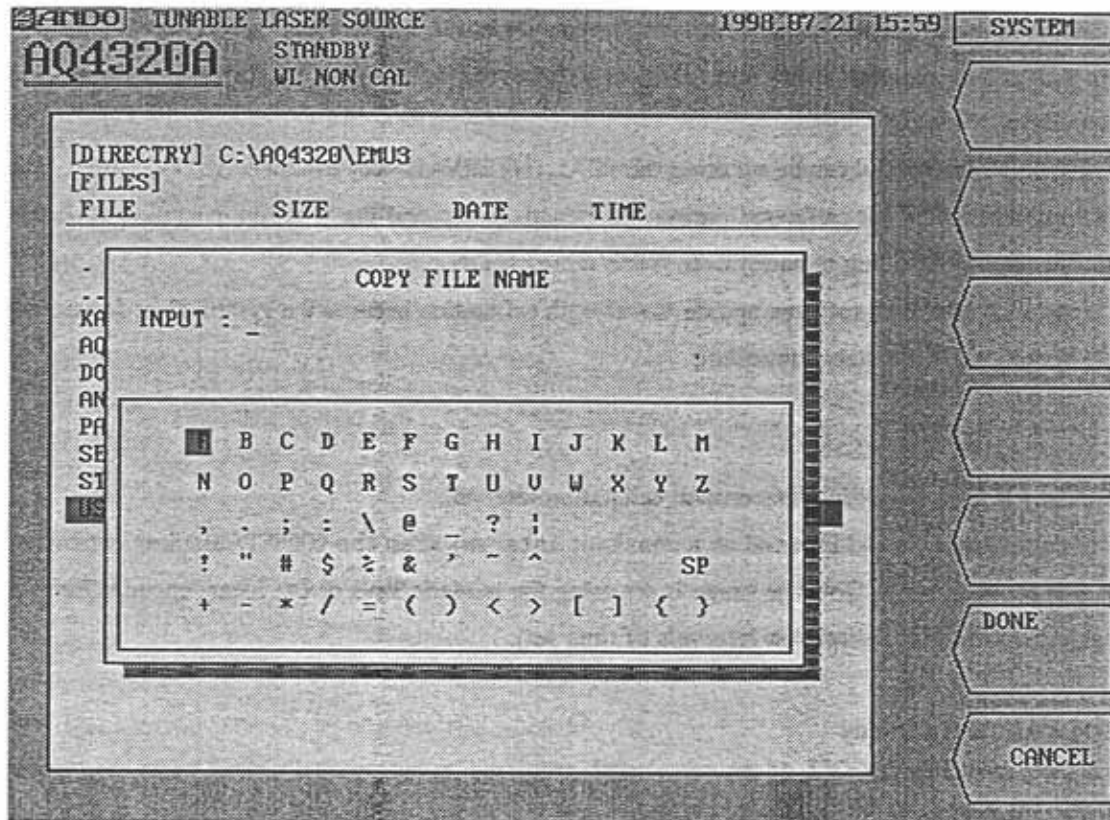 ANDO TUNABLE LASER SOURCE 1998.07.21 15:59 SYSTEM
AQ4320A STANDBY
WL NON CAL
[DIRECTRY] C:\AQ4320\EMU3
[FILES]
FILE SIZE DATE TIME
COPY FILE NAME
INPUT : _
KA
AQ
DO
AN
PA
SE
ST
US
B C D E F G H I J K L M
N O P Q R S T U V W X Y Z
, . ; : \ @ _ ? ¦
! " # $ % & ' ~ ^ SP
+ - * / = ( ) < > [ ] { }
DONE
CANCEL